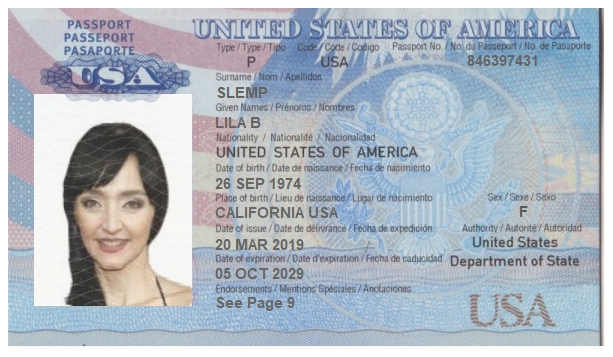 PASSPORT
PASSEPORT
PASAPORTE
USA
UNITED STATES OF AMERICA
Type / Type / Tipo Code / Code / Codigo Passport No. / No. du Passeport / No. de Pasaporte
P USA 846397431
Surname / Nom / Apellidos
SLEMP
Given Names / Prénoms / Nombres
LILA B
Nationality / Nationalité / Nacionalidad
UNITED STATES OF AMERICA
Date of birth / Date de naissance / Fecha de nacimiento
26 SEP 1974
Place of birth / Lieu de naissance / Lugar de nacimiento Sex / Sexe / Sexo
CALIFORNIA USA F
Date of issue / Date de délivrance / Fecha de expedición Authority / Autorité / Autoridad
20 MAR 2019 United States
Date of expiration / Date d'expiration / Fecha de caducidad Department of State
05 OCT 2029
Endorsements / Mentions Spéciales / Anotaciones
See Page 9
USA